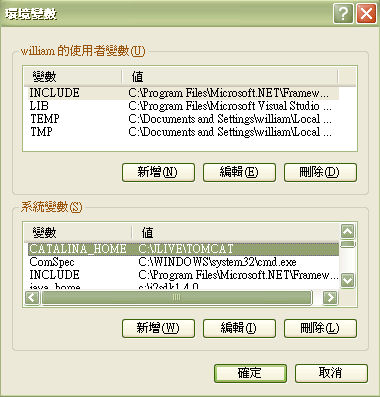 環境變數
william 的使用者變數(U)
變數 值
INCLUDE C:\Program Files\Microsoft.NET\Framew...
LIB C:\Program Files\Microsoft Visual Studio ...
TEMP C:\Documents and Settings\william\Local ...
TMP C:\Documents and Settings\william\Local ...
新增(N) 編輯(E) 刪除(D)
系統變數(S)
變數 值
CATALINA_HOME C:\ILIVE\TOMCAT
ComSpec C:\WINDOWS\system32\cmd.exe
INCLUDE C:\Program Files\Microsoft.NET\Framew...
java_home c:\j2sdk1.4.0
新增(W) 編輯(I) 刪除(L)
確定 取消